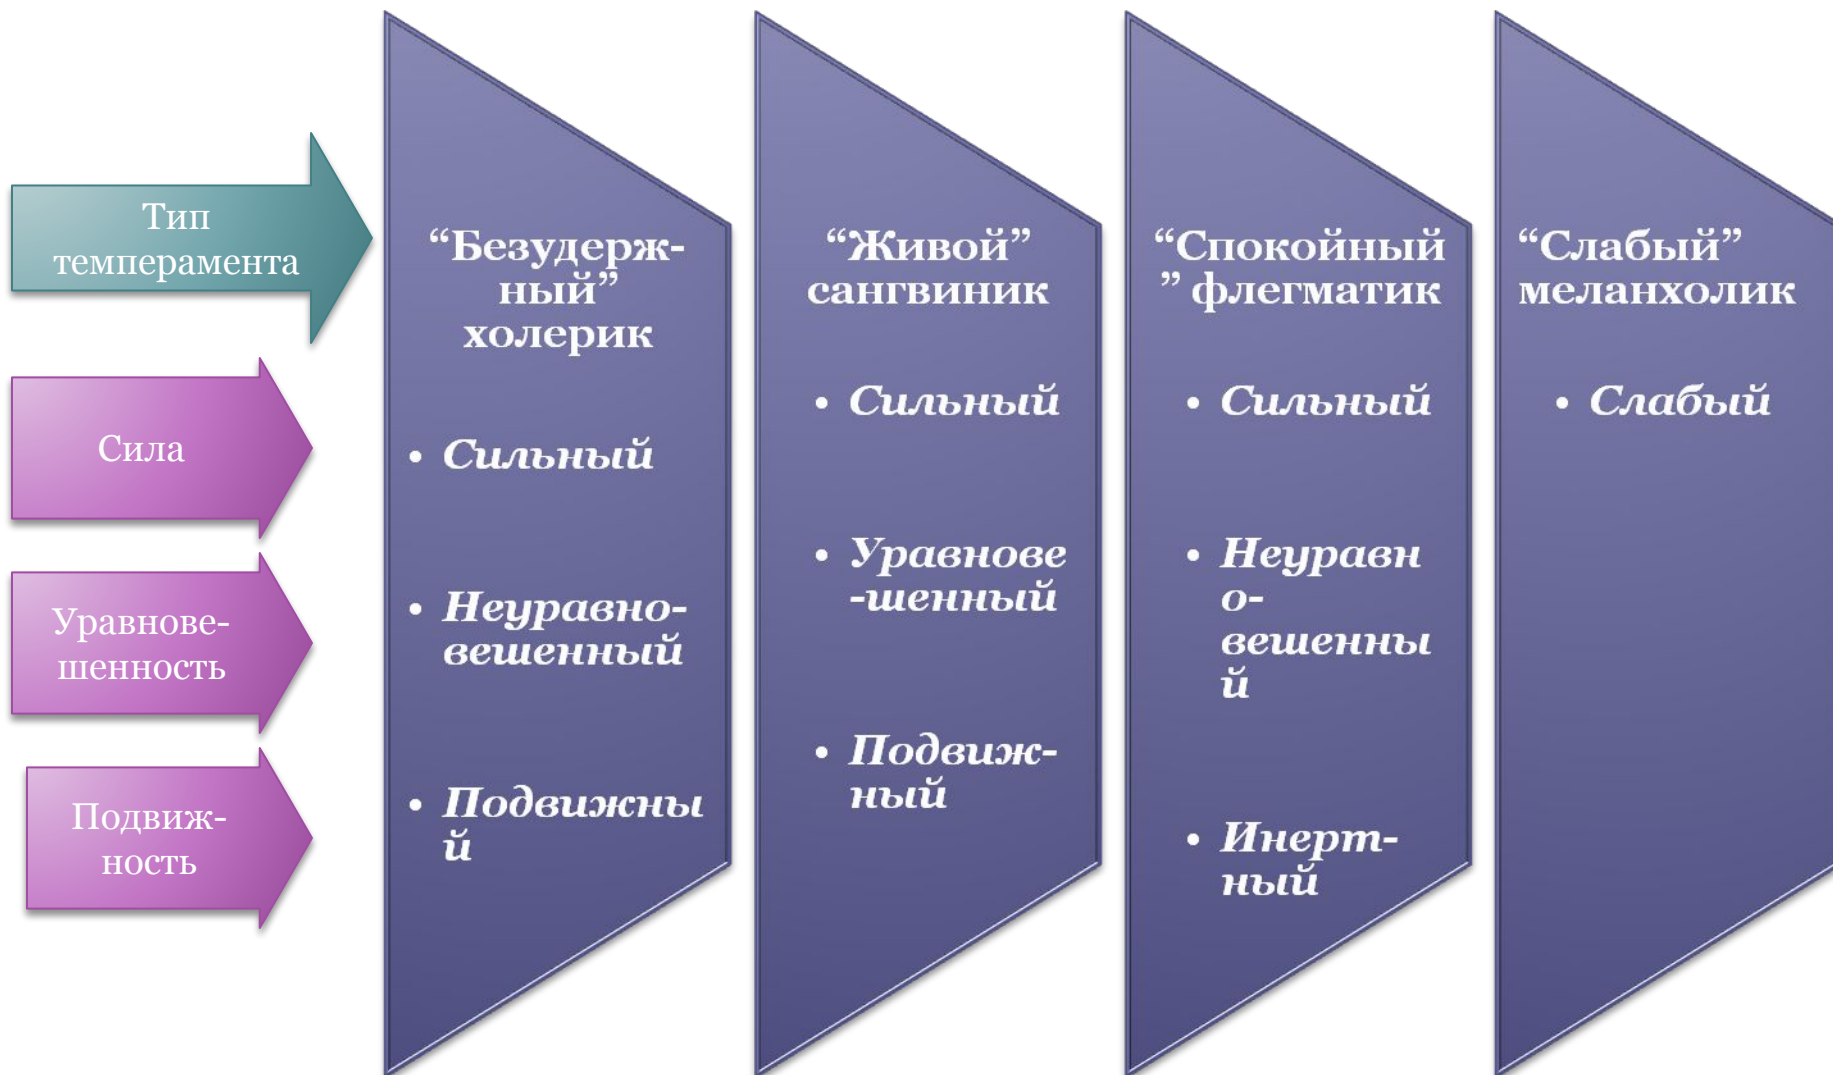 Тип
темперамента
Сила
Уравнове-
шенность
Подвиж-
ность
“Безудерж-
ный”
холерик
• Сильный
• Неуравно-
вешенный
• Подвижны
й
“Живой”
сангвиник
• Сильный
• Уравнове
-шенный
• Подвиж-
ный
“Спокойный
” флегматик
• Сильный
• Неуравн
о-
вешенны
й
• Инерт-
ный
“Слабый”
меланхолик
• Слабый